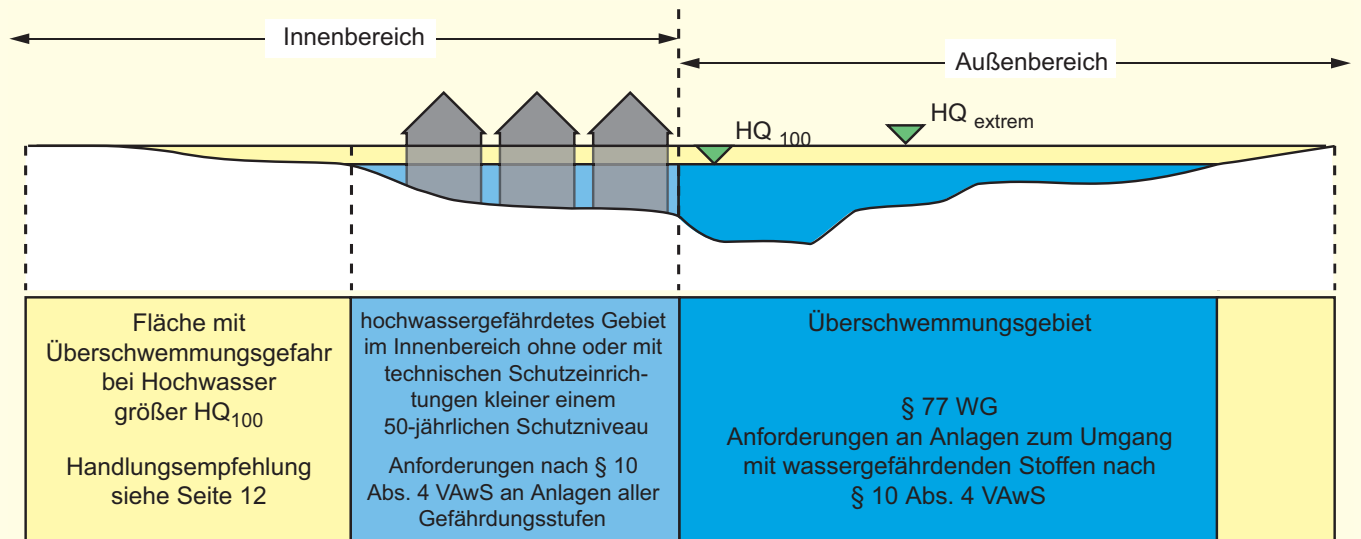 Innenbereich
Außenbereich
HQ 100
HQ extrem
Fläche mit
Überschwemmungsgefahr
bei Hochwasser
größer HQ100
Handlungsempfehlung
siehe Seite 12
hochwassergefährdetes Gebiet
im Innenbereich ohne oder mit
technischen Schutzeinrich-
tungen kleiner einem
50-jährlichen Schutzniveau
Anforderungen nach § 10
Abs. 4 VAwS an Anlagen aller
Gefährdungsstufen
Überschwemmungsgebiet
§ 77 WG
Anforderungen an Anlagen zum Umgang
mit wassergefährdenden Stoffen nach
§ 10 Abs. 4 VAwS